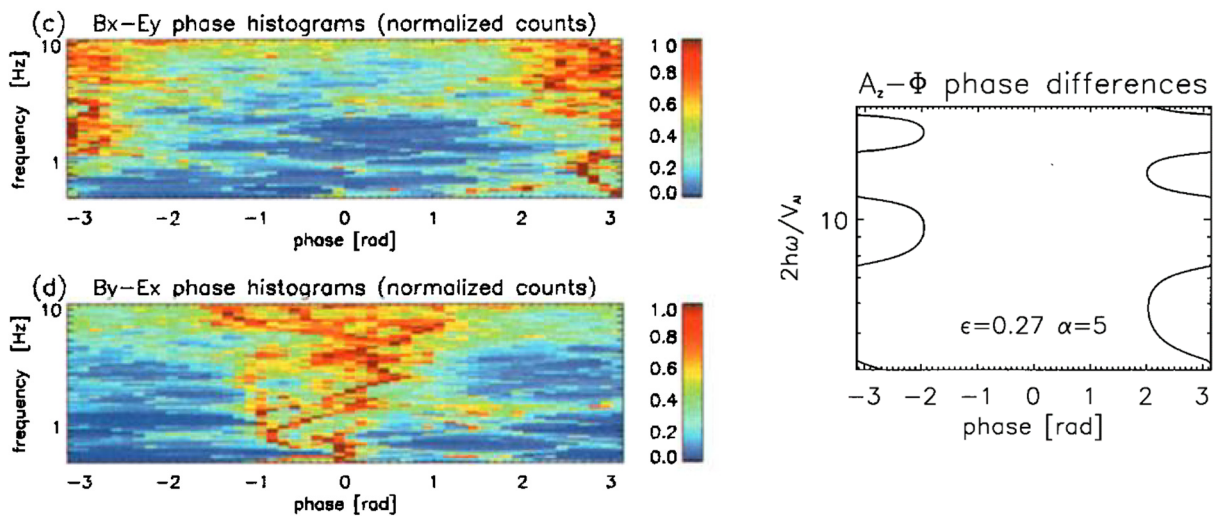 (c) Bx−Ey phase histograms (normalized counts)
10
1
frequency [Hz]
−3 −2 −1 0 1 2 3
phase [rad]
1.0
0.8
0.6
0.4
0.2
0.0
(d) By−Ex phase histograms (normalized counts)
10
1
frequency [Hz]
−3 −2 −1 0 1 2 3
phase [rad]
1.0
0.8
0.6
0.4
0.2
0.0
A_z−Φ phase differences
2hω/V_AI
10
ϵ=0.27 α=5
−3 −2 −1 0 1 2 3
phase [rad]